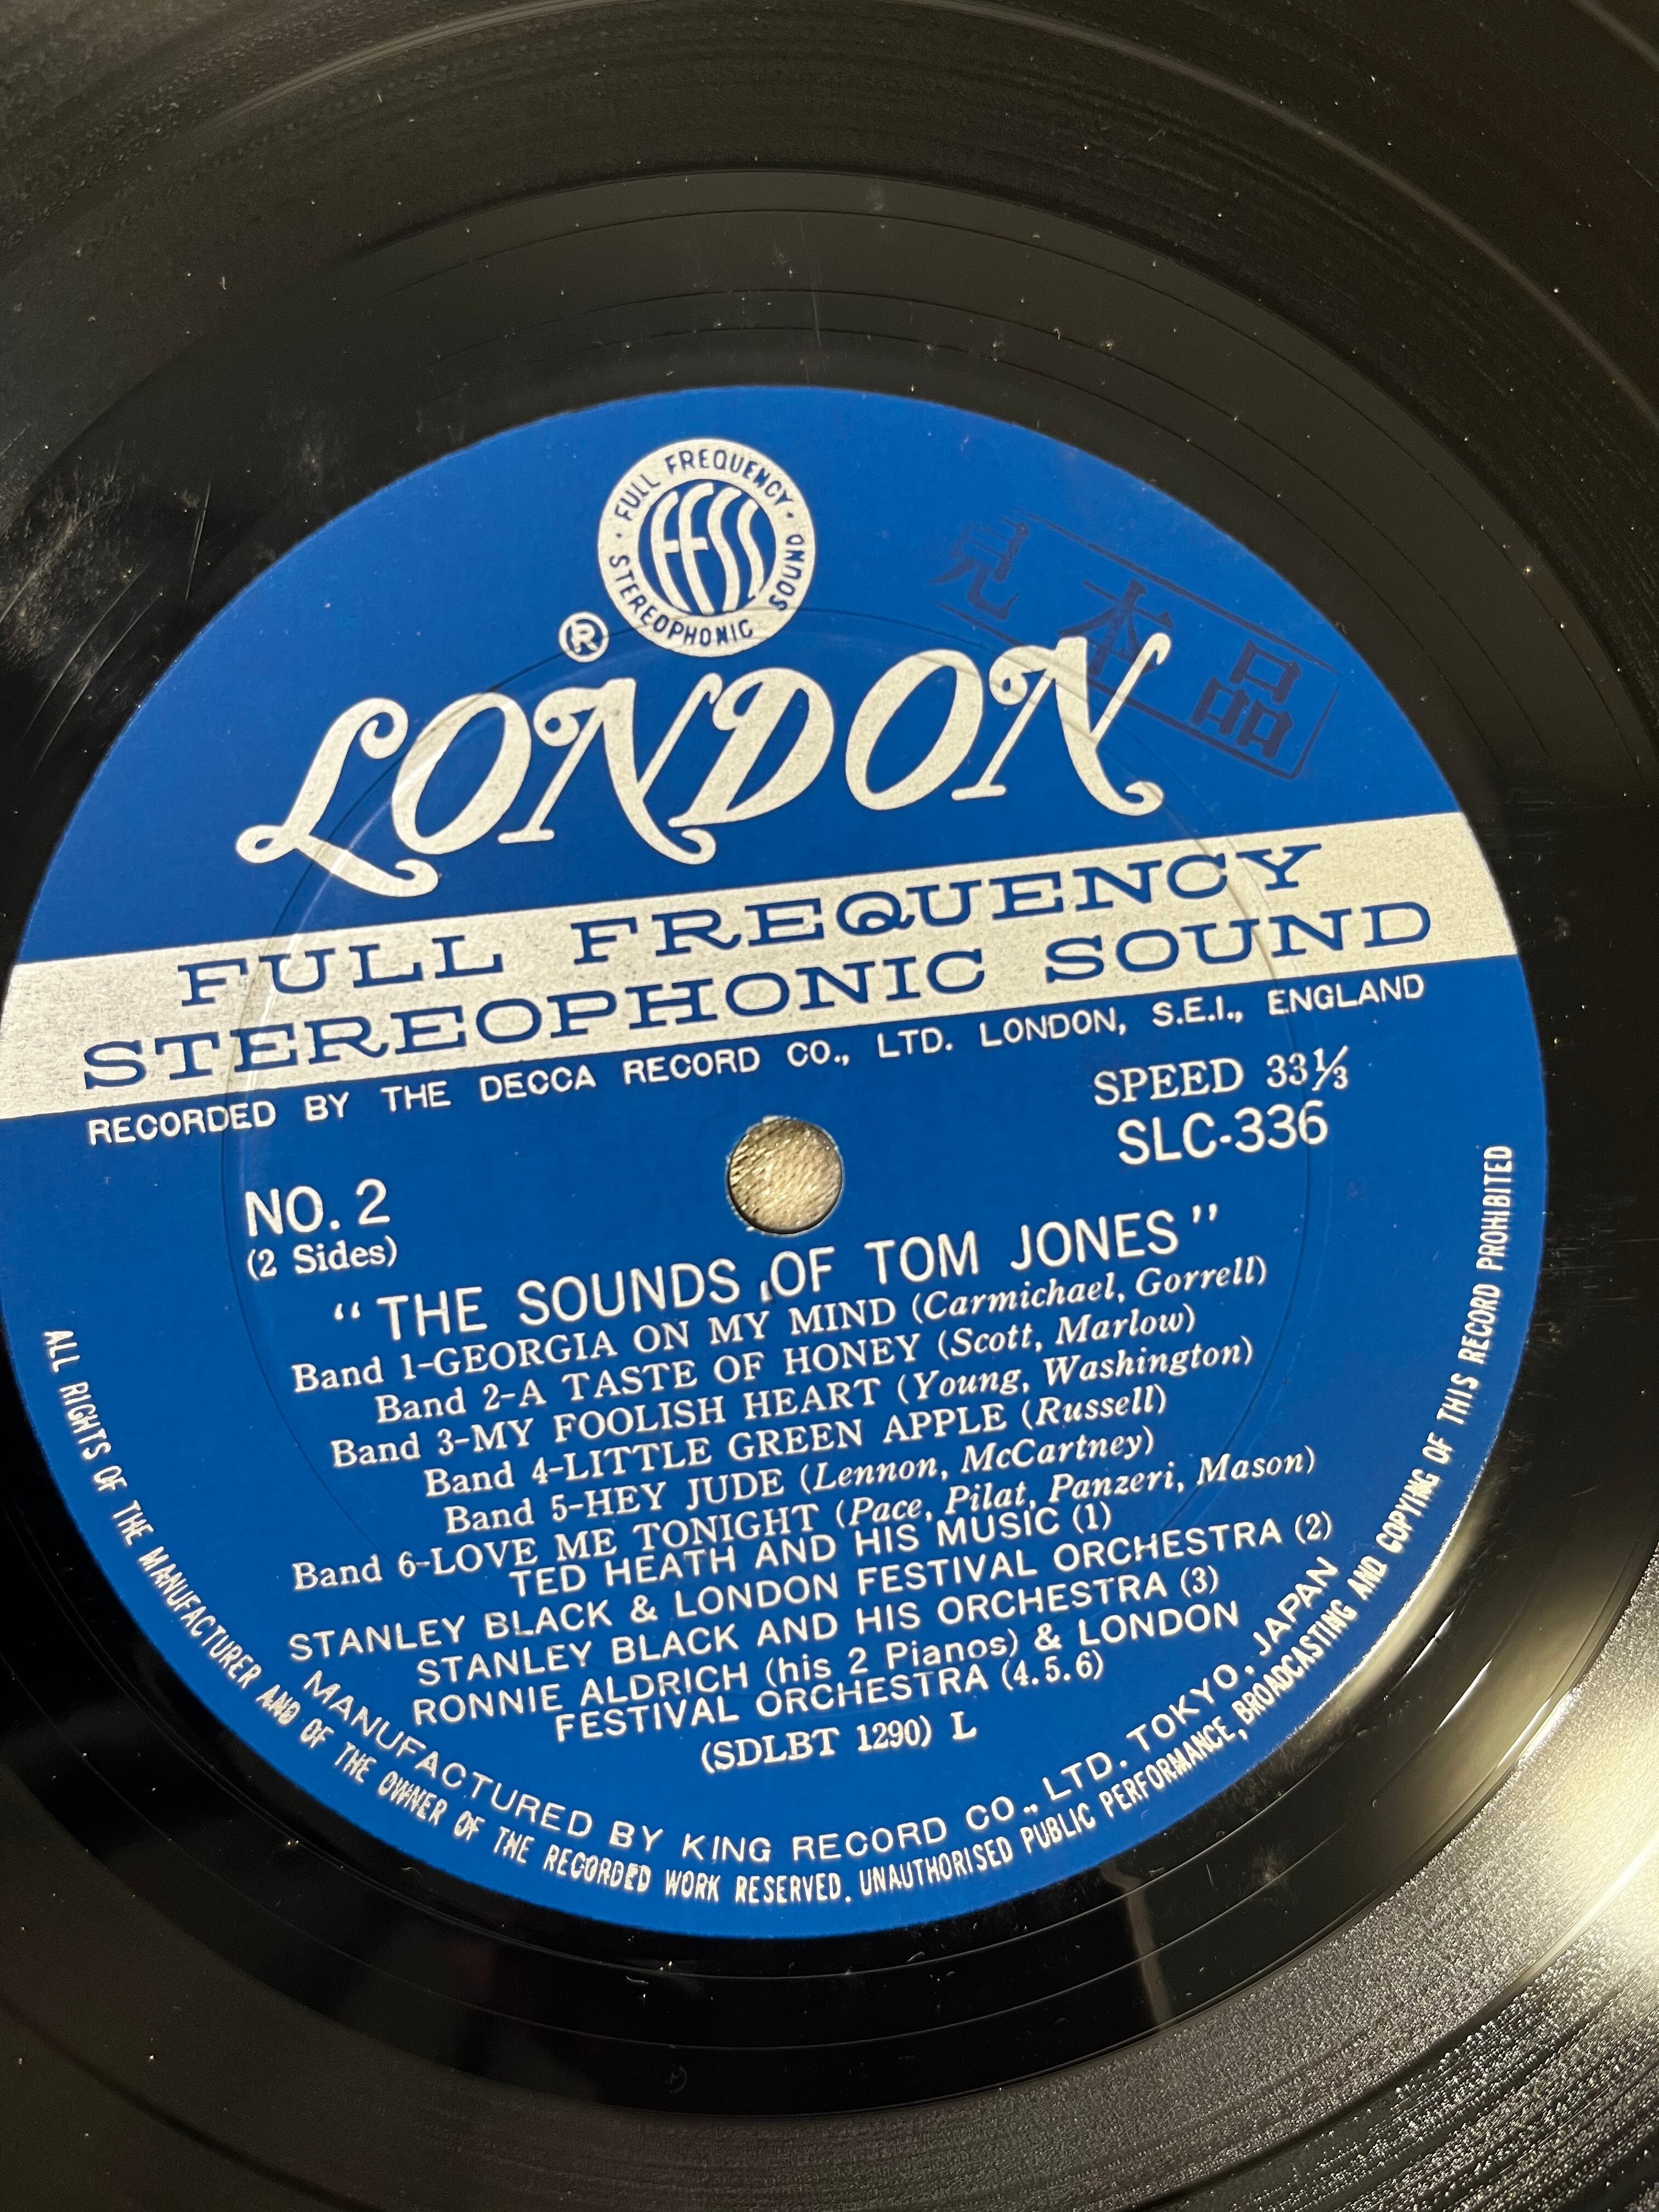 FULL FREQUENCY · STEREOPHONIC SOUND ·
FFSS
®
LONDON
見本品
FULL FREQUENCY
STEREOPHONIC SOUND
RECORDED BY THE DECCA RECORD CO., LTD. LONDON, S.E.I., ENGLAND
SPEED 33⅓
SLC-336
NO. 2
(2 Sides)
“THE SOUNDS OF TOM JONES”
Band 1-GEORGIA ON MY MIND (Carmichael, Gorrell)
Band 2-A TASTE OF HONEY (Scott, Marlow)
Band 3-MY FOOLISH HEART (Young, Washington)
Band 4-LITTLE GREEN APPLE (Russell)
Band 5-HEY JUDE (Lennon, McCartney)
Band 6-LOVE ME TONIGHT (Pace, Pilat, Panzeri, Mason)
TED HEATH AND HIS MUSIC (1)
STANLEY BLACK & LONDON FESTIVAL ORCHESTRA (2)
STANLEY BLACK AND HIS ORCHESTRA (3)
RONNIE ALDRICH (his 2 Pianos) & LONDON
FESTIVAL ORCHESTRA (4.5.6)
(SDLBT 1290) L
MANUFACTURED BY KING RECORD CO., LTD. TOKYO, JAPAN
ALL RIGHTS OF THE MANUFACTURER AND OF THE OWNER OF THE RECORDED WORK RESERVED. UNAUTHORISED PUBLIC PERFORMANCE, BROADCASTING AND COPYING OF THIS RECORD PROHIBITED